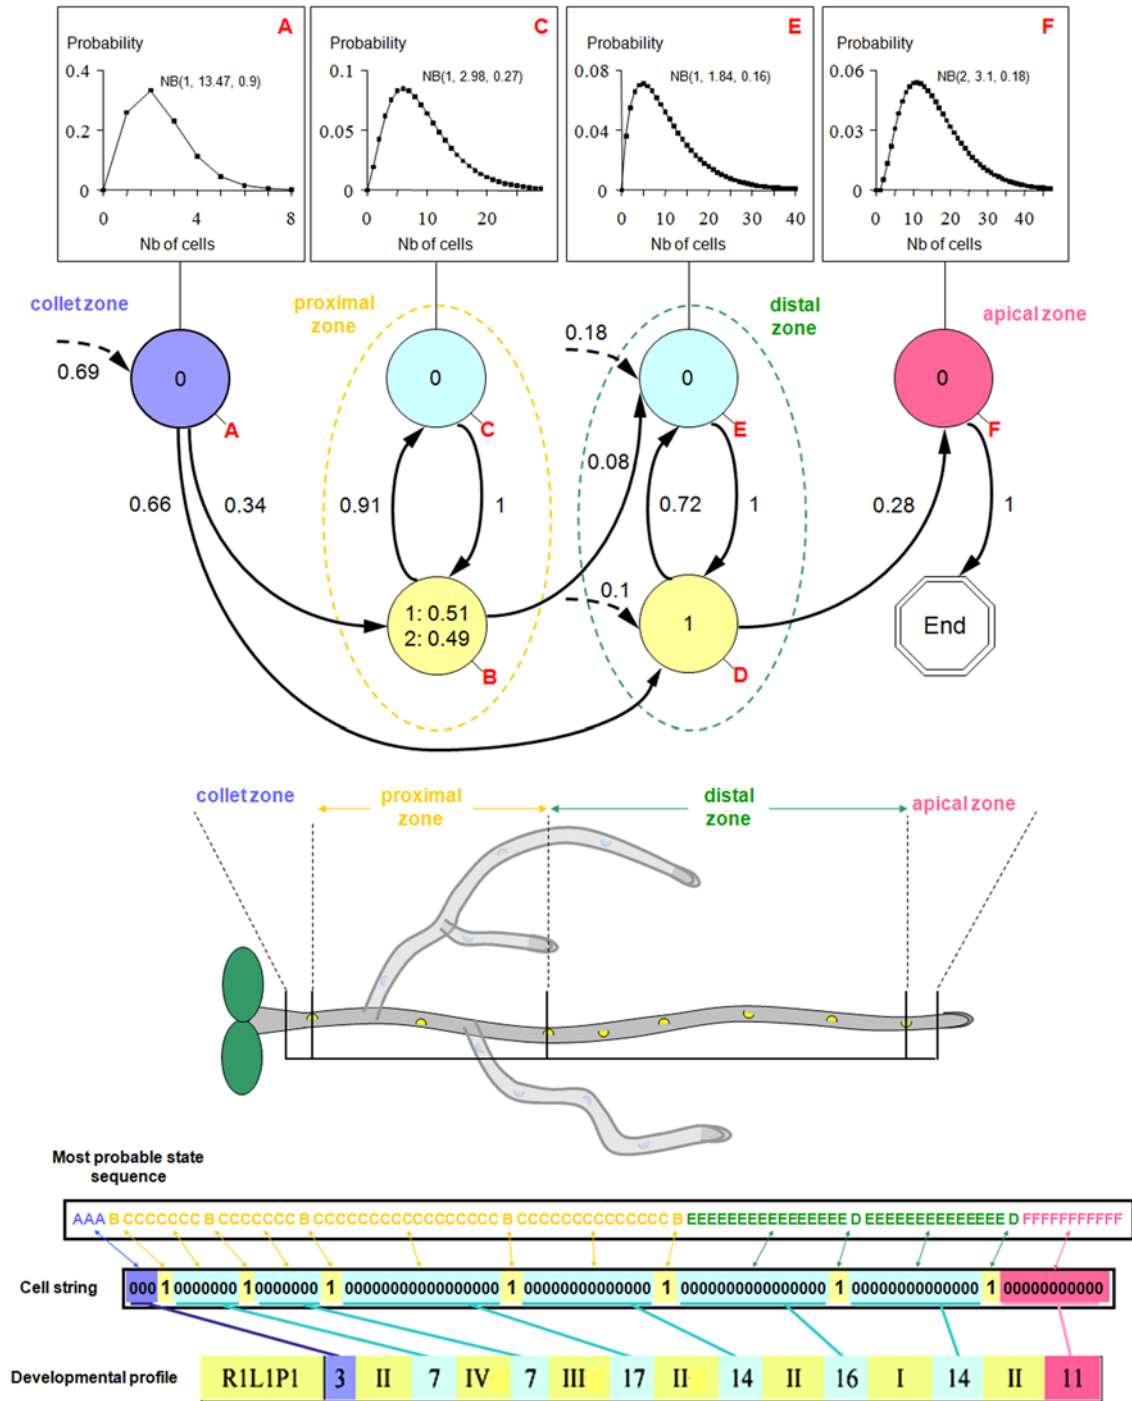 A
Probability
NB(1, 13.47, 0.9)
0.4
0.2
0
0 4 8
Nb of cells
C
Probability
NB(1, 2.98, 0.27)
0.1
0.05
0
0 10 20
Nb of cells
E
Probability
NB(1, 1.84, 0.16)
0.08
0.04
0
0 10 20 30 40
Nb of cells
F
Probability
NB(2, 3.1, 0.18)
0.06
0.03
0
0 10 20 30 40
Nb of cells
collet zone
proximal
zone
distal
zone
apical zone
0.69
0.18
0
0
0
0
A
C
E
F
0.08
0.66
0.34
0.91
1
0.72
1
0.28
1
0.1
1: 0.51
2: 0.49
1
End
B
D
collet zone
proximal
zone
distal
zone
apical zone
Most probable state
sequence
AAA B CCCCCCC B CCCCCCC B CCCCCCCCCCCCCCCCC B CCCCCCCCCCCCCC B EEEEEEEEEEEEEEEE D EEEEEEEEEEEEEE D FFFFFFFFFFF
Cell string
000 1 0000000 1 0000000 1 00000000000000000 1 00000000000000 1 0000000000000000 1 00000000000000 1 00000000000
Developmental profile
R1L1P1 3 II 7 IV 7 III 17 II 14 II 16 I 14 II 11